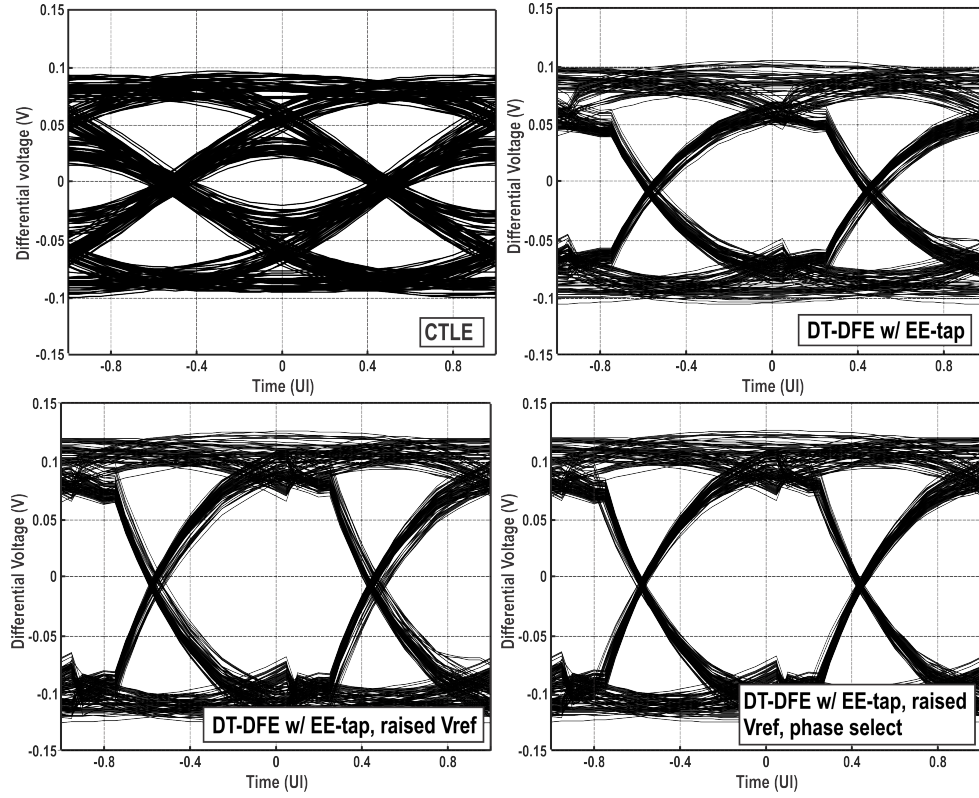 0.15
0.1
0.05
0
-0.05
-0.1
-0.15
Differential voltage (V)
CTLE
-0.8 -0.4 0 0.4 0.8
Time (UI)
0.15
0.1
0.05
0
-0.05
-0.1
-0.15
Differential Voltage (V)
DT-DFE w/ EE-tap
-0.8 -0.4 0 0.4 0.8
Time (UI)
0.15
0.1
0.05
0
-0.05
-0.1
-0.15
Differential Voltage (V)
DT-DFE w/ EE-tap, raised Vref
-0.8 -0.4 0 0.4 0.8
Time (UI)
0.15
0.1
0.05
0
-0.05
-0.1
-0.15
Differential Voltage (V)
DT-DFE w/ EE-tap, raised
Vref, phase select
-0.8 -0.4 0 0.4 0.8
Time (UI)